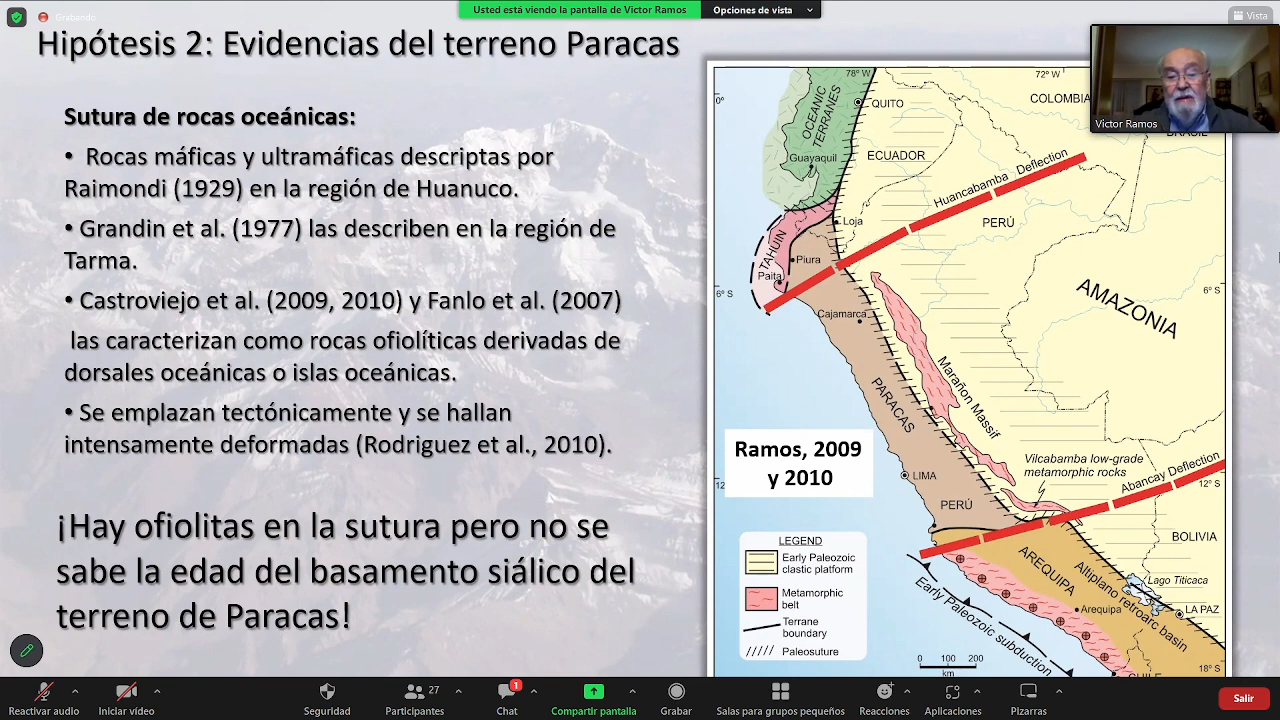 Grabando
Usted está viendo la pantalla de Victor Ramos
Opciones de vista
Vista
Hipótesis 2: Evidencias del terreno Paracas
Sutura de rocas oceánicas:
• Rocas máficas y ultramáficas descriptas por
Raimondi (1929) en la región de Huanuco.
• Grandin et al. (1977) las describen en la región de
Tarma.
• Castroviejo et al. (2009, 2010) y Fanlo et al. (2007)
las caracterizan como rocas ofiolíticas derivadas de
dorsales oceánicas o islas oceánicas.
• Se emplazan tectónicamente y se hallan
intensamente deformadas (Rodriguez et al., 2010).
¡Hay ofiolitas en la sutura pero no se
sabe la edad del basamento siálico del
terreno de Paracas!
78° W
72° W
0°
QUITO
COLOMBIA
BRASIL
Victor Ramos
OCEANIC
TERRANES
Guayaquil
ECUADOR
Huancabamba Deflection
Loja
PERÚ
TAHUIN
Piura
Paita
6° S
6° S
AMAZONIA
Cajamarca
Marañon Massif
PARACAS
Ramos, 2009
y 2010
Vilcabamba low-grade
metamorphic rocks
Abancay Deflection
LIMA
12
12° S
PERÚ
BOLIVIA
LEGEND
Early Paleozoic
clastic platform
Metamorphic
belt
Terrane
boundary
Paleosuture
AREQUIPA
Altiplano retroarc basin
Lago Titicaca
LA PAZ
Arequipa
Early Paleozoic subduction
0 100 200
km
18° S
CHILE
Reactivar audio
Iniciar video
Seguridad
27
Participantes
1
Chat
Compartir pantalla
Grabar
Salas para grupos pequeños
Reacciones
Aplicaciones
Pizarras
Salir